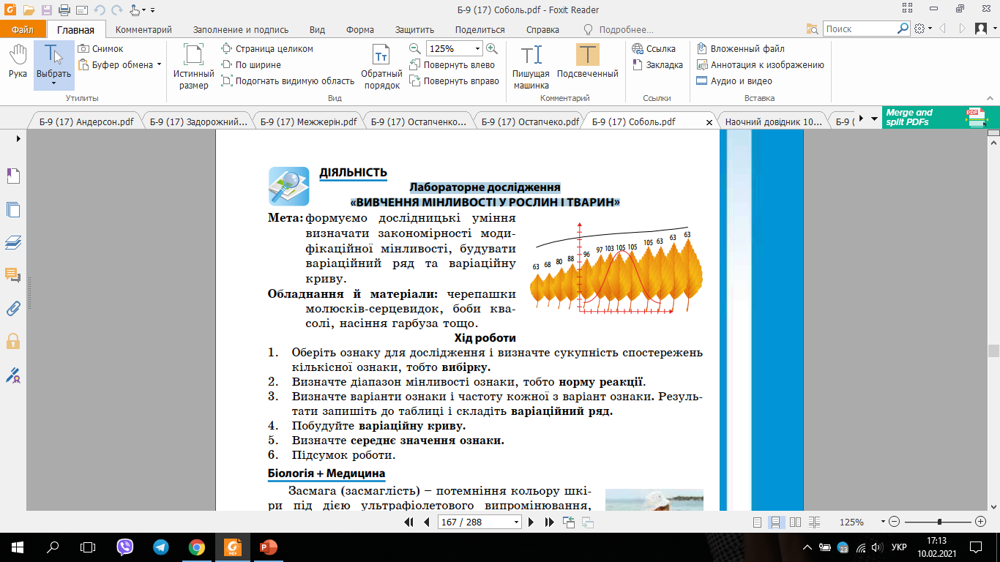 Б-9 (17) Соболь.pdf - Foxit Reader
Файл Главная Комментарий Заполнение и подпись Вид Форма Защитить Поделиться Справка Подробнее... Поиск
Рука
Выбрать
Снимок
Буфер обмена
Утилиты
Истинный размер
Страница целиком
По ширине
Подогнать видимую область
Обратный порядок
125%
Повернуть влево
Повернуть вправо
Вид
Пишущая машинка
Подсвеченный
Комментарий
Ссылка
Закладка
Ссылки
Вложенный файл
Аннотация к изображению
Аудио и видео
Вставка
Б-9 (17) Андерсон.pdf Б-9 (17) Задорожний... Б-9 (17) Межжерін.pdf Б-9 (17) Остапченко... Б-9 (17) Остапчеко.pdf Б-9 (17) Соболь.pdf Наочний довідник 10... Б-9 (
Merge and
split PDFs
PDF
ДІЯЛЬНІСТЬ
Лабораторне дослідження
«ВИВЧЕННЯ МІНЛИВОСТІ У РОСЛИН І ТВАРИН»
Мета: формуємо дослідницькі уміння
визначати закономірності моди-
фікаційної мінливості, будувати
варіаційний ряд та варіаційну
криву.
Обладнання й матеріали: черепашки
молюсків-серцевидок, боби ква-
солі, насіння гарбуза тощо.
63 68 80 88 96 97 103 105 105 105 63 63 63
Хід роботи
1. Оберіть ознаку для дослідження і визначте сукупність спостережень
кількісної ознаки, тобто вибірку.
2. Визначте діапазон мінливості ознаки, тобто норму реакції.
3. Визначте варіанти ознаки і частоту кожної з варіант ознаки. Резуль-
тати запишіть до таблиці і складіть варіаційний ряд.
4. Побудуйте варіаційну криву.
5. Визначте середнє значення ознаки.
6. Підсумок роботи.
Біологія + Медицина
Засмага (засмаглість) – потемніння кольору шкі-
ри під дією ультрафіолетового випромінювання,
167 / 288
125%
23
УКР
17:13
10.02.2021